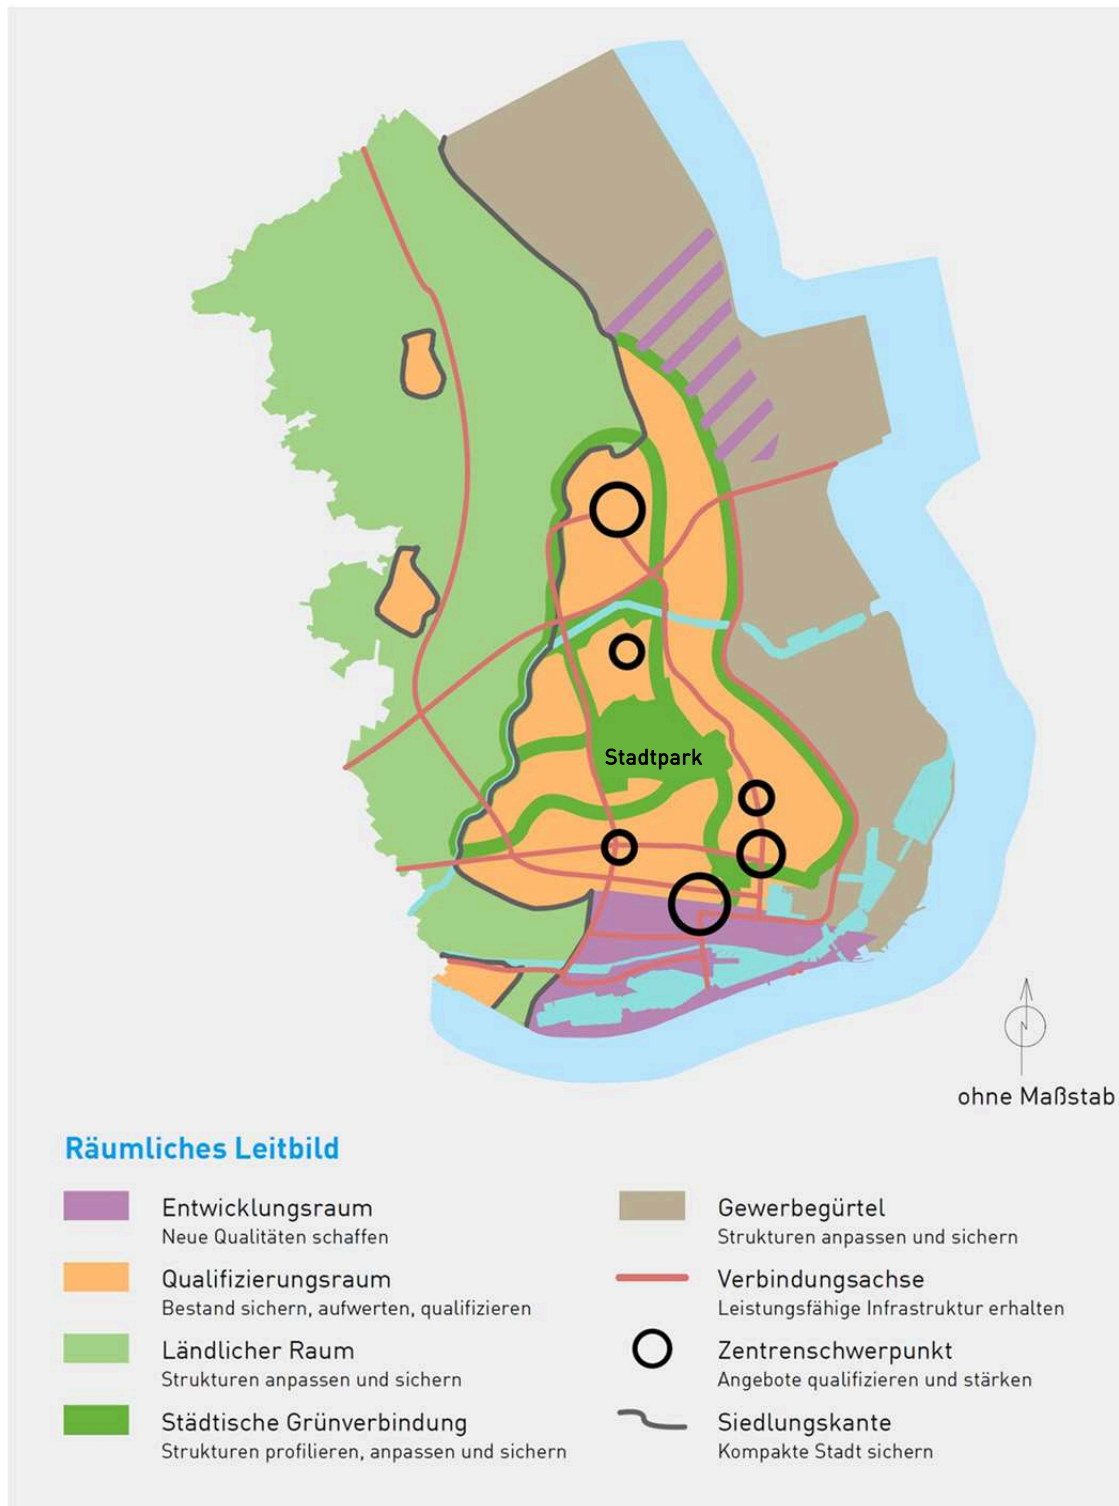 Stadtpark
N
ohne Maßstab
Räumliches Leitbild
Entwicklungsraum
Neue Qualitäten schaffen
Qualifizierungsraum
Bestand sichern, aufwerten, qualifizieren
Ländlicher Raum
Strukturen anpassen und sichern
Städtische Grünverbindung
Strukturen profilieren, anpassen und sichern
Gewerbegürtel
Strukturen anpassen und sichern
Verbindungsachse
Leistungsfähige Infrastruktur erhalten
Zentrenschwerpunkt
Angebote qualifizieren und stärken
Siedlungskante
Kompakte Stadt sichern